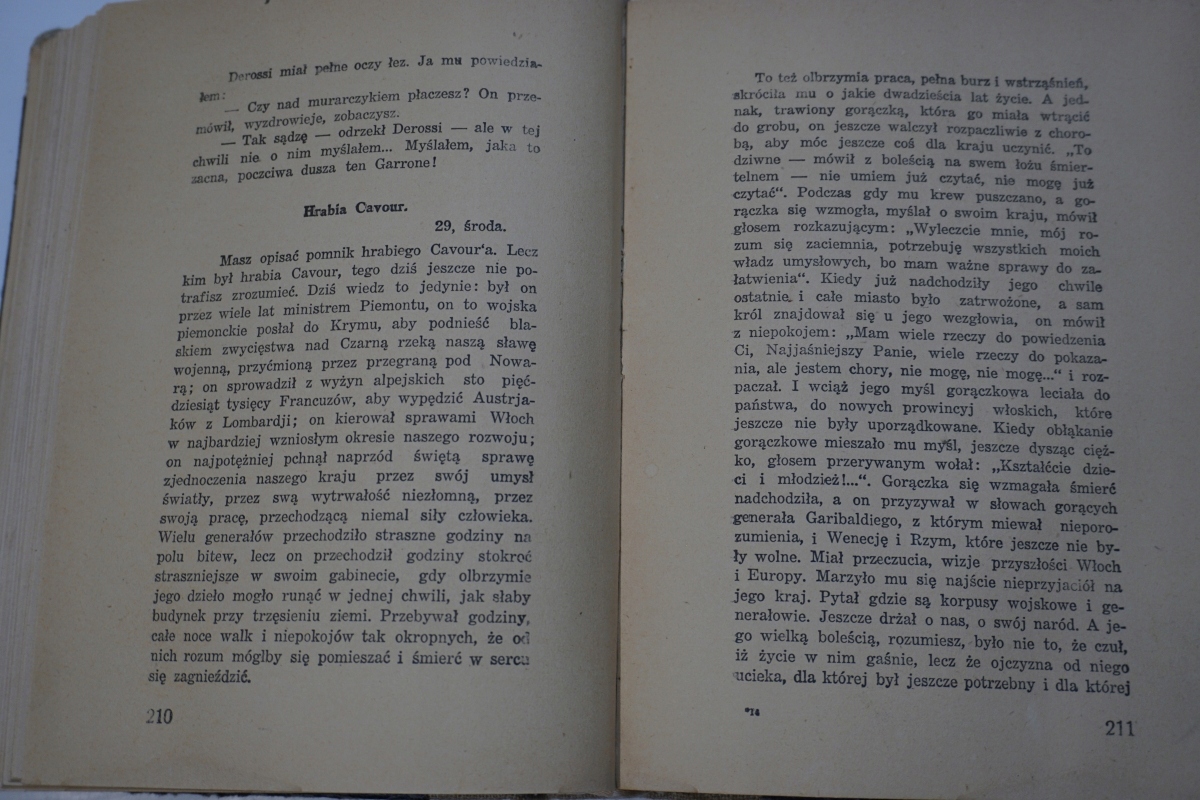 Derossi miał pełne oczy łez. Ja mu powiedzia-
łem:
— Czy nad murarczykiem płaczesz? On prze-
mówił, wyzdrowieje, zobaczysz.
— Tak sądzę — odrzekł Derossi — ale w tej
chwili nie o nim myślałem... Myślałem, jaka to
zacna, poczciwa dusza ten Garrone!
Hrabia Cavour.
29, środa.
Masz opisać pomnik hrabiego Cavour'a. Lecz
kim był hrabia Cavour, tego dziś jeszcze nie po-
trafisz zrozumieć. Dziś wiedz to jedynie: był on
przez wiele lat ministrem Piemontu, on to wojska
piemonckie posłał do Krymu, aby podnieść bla-
skiem zwycięstwa nad Czarną rzeką naszą sławę
wojenną, przyćmioną przez przegraną pod Nowa-
rą; on sprowadził z wyżyn alpejskich sto pięć-
dziesiąt tysięcy Francuzów, aby wypędzić Austrja-
ków z Lombardji; on kierował sprawami Włoch
w najbardziej wzniosłym okresie naszego rozwoju;
on najpotężniej pchnął naprzód świętą sprawę
zjednoczenia naszego kraju przez swój umysł
światły, przez swą wytrwałość niezłomną, przez
swoją pracę, przechodzącą niemal siły człowieka.
Wielu generałów przechodziło straszne godziny na
polu bitew, lecz on przechodził godziny stokroć
straszniejsze w swoim gabinecie, gdy olbrzymie
jego dzieło mogło runąć w jednej chwili, jak słaby
budynek przy trzęsieniu ziemi. Przebywał godziny,
całe noce walk i niepokojów tak okropnych, że od
nich rozum mógłby się pomieszać i śmierć w sercu
się zagnieździć.
210
To też olbrzymia praca, pełna burz i wstrząśnień,
skróciła mu o jakie dwadzieścia lat życie. A jed-
nak, trawiony gorączką, która go miała wtrącić
do grobu, on jeszcze walczył rozpaczliwie z choro-
bą, aby móc jeszcze coś dla kraju uczynić. „To
dziwne — mówił z boleścią na swem łożu śmier-
telnem — nie umiem już czytać, nie mogę już
czytać“. Podczas gdy mu krew puszczano, a go-
rączka się wzmogła, myślał o swoim kraju, mówił
głosem rozkazującym: „Wyleczcie mnie, mój ro-
zum się zaciemnia, potrzebuję wszystkich moich
władz umysłowych, bo mam ważne sprawy do za-
łatwienia“. Kiedy już nadchodziły jego chwile
ostatnie i całe miasto było zatrwożone, a sam
król znajdował się u jego wezgłowia, on mówił
z niepokojem: „Mam wiele rzeczy do powiedzenia
Ci, Najjaśniejszy Panie, wiele rzeczy do pokaza-
nia, ale jestem chory, nie mogę, nie mogę...“ i roz-
paczał. I wciąż jego myśl gorączkowa leciała do
państwa, do nowych prowincyj włoskich, które
jeszcze nie były uporządkowane. Kiedy obłąkanie
gorączkowe mieszało mu myśl, jeszcze dysząc cięż-
ko, głosem przerywanym wołał: „Kształćcie dzie-
ci i młodzież!...“. Gorączka się wzmagała śmierć
nadchodziła, a on przyzywał w słowach gorących
generała Garibaldiego, z którym miewał nieporo-
zumienia, i Wenecję i Rzym, które jeszcze nie by-
ły wolne. Miał przeczucia, wizje przyszłości Włoch
i Europy. Marzyło mu się najście nieprzyjaciół na
jego kraj. Pytał gdzie są korpusy wojskowe i ge-
nerałowie. Jeszcze drżał o nas, o swój naród. A je-
go wielką boleścią, rozumiesz, było nie to, że czuł,
iż życie w nim gaśnie, lecz że ojczyzna od niego
ucieka, dla której był jeszcze potrzebny i dla której
*14
211